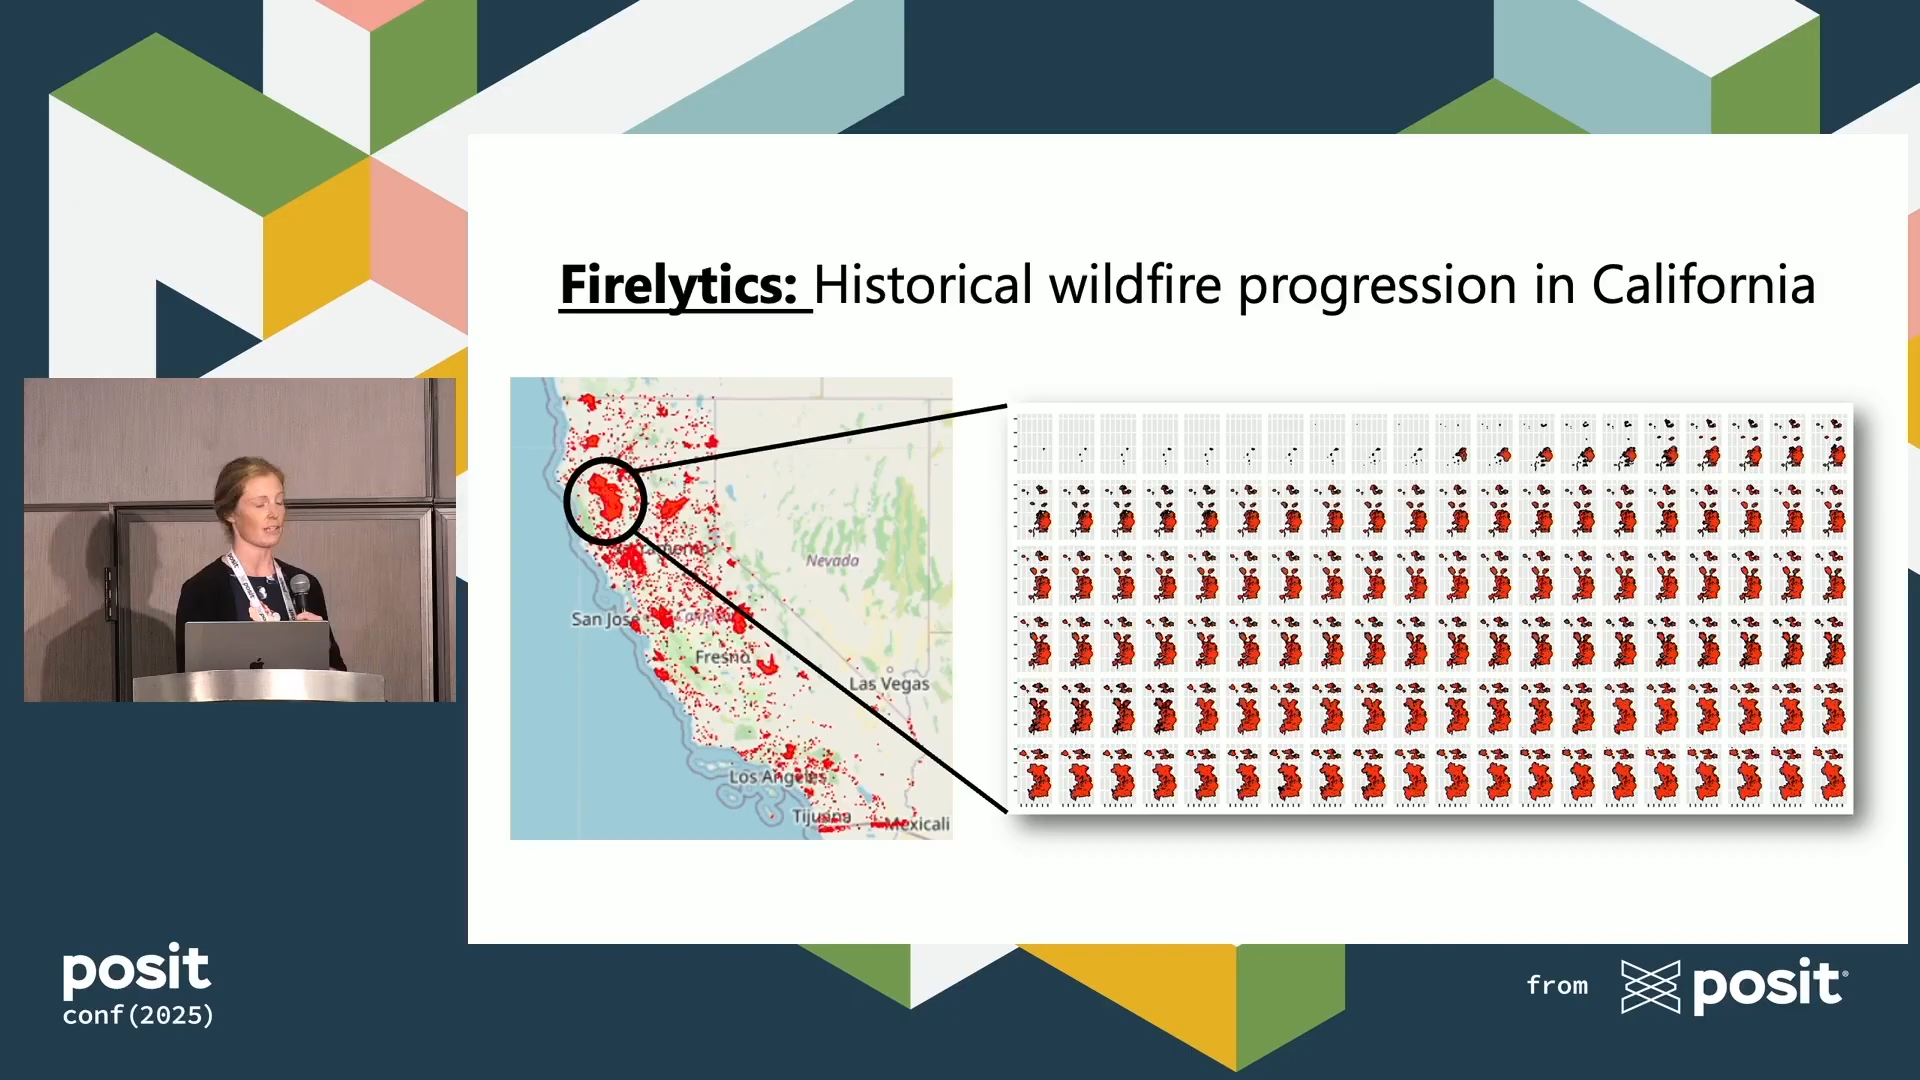 Firelytics: Historical wildfire progression in California
Nevada
San Jose
Fresno
Las Vegas
Los Angeles
Tijuana
Mexicali
posit
conf(2025)
from
posit